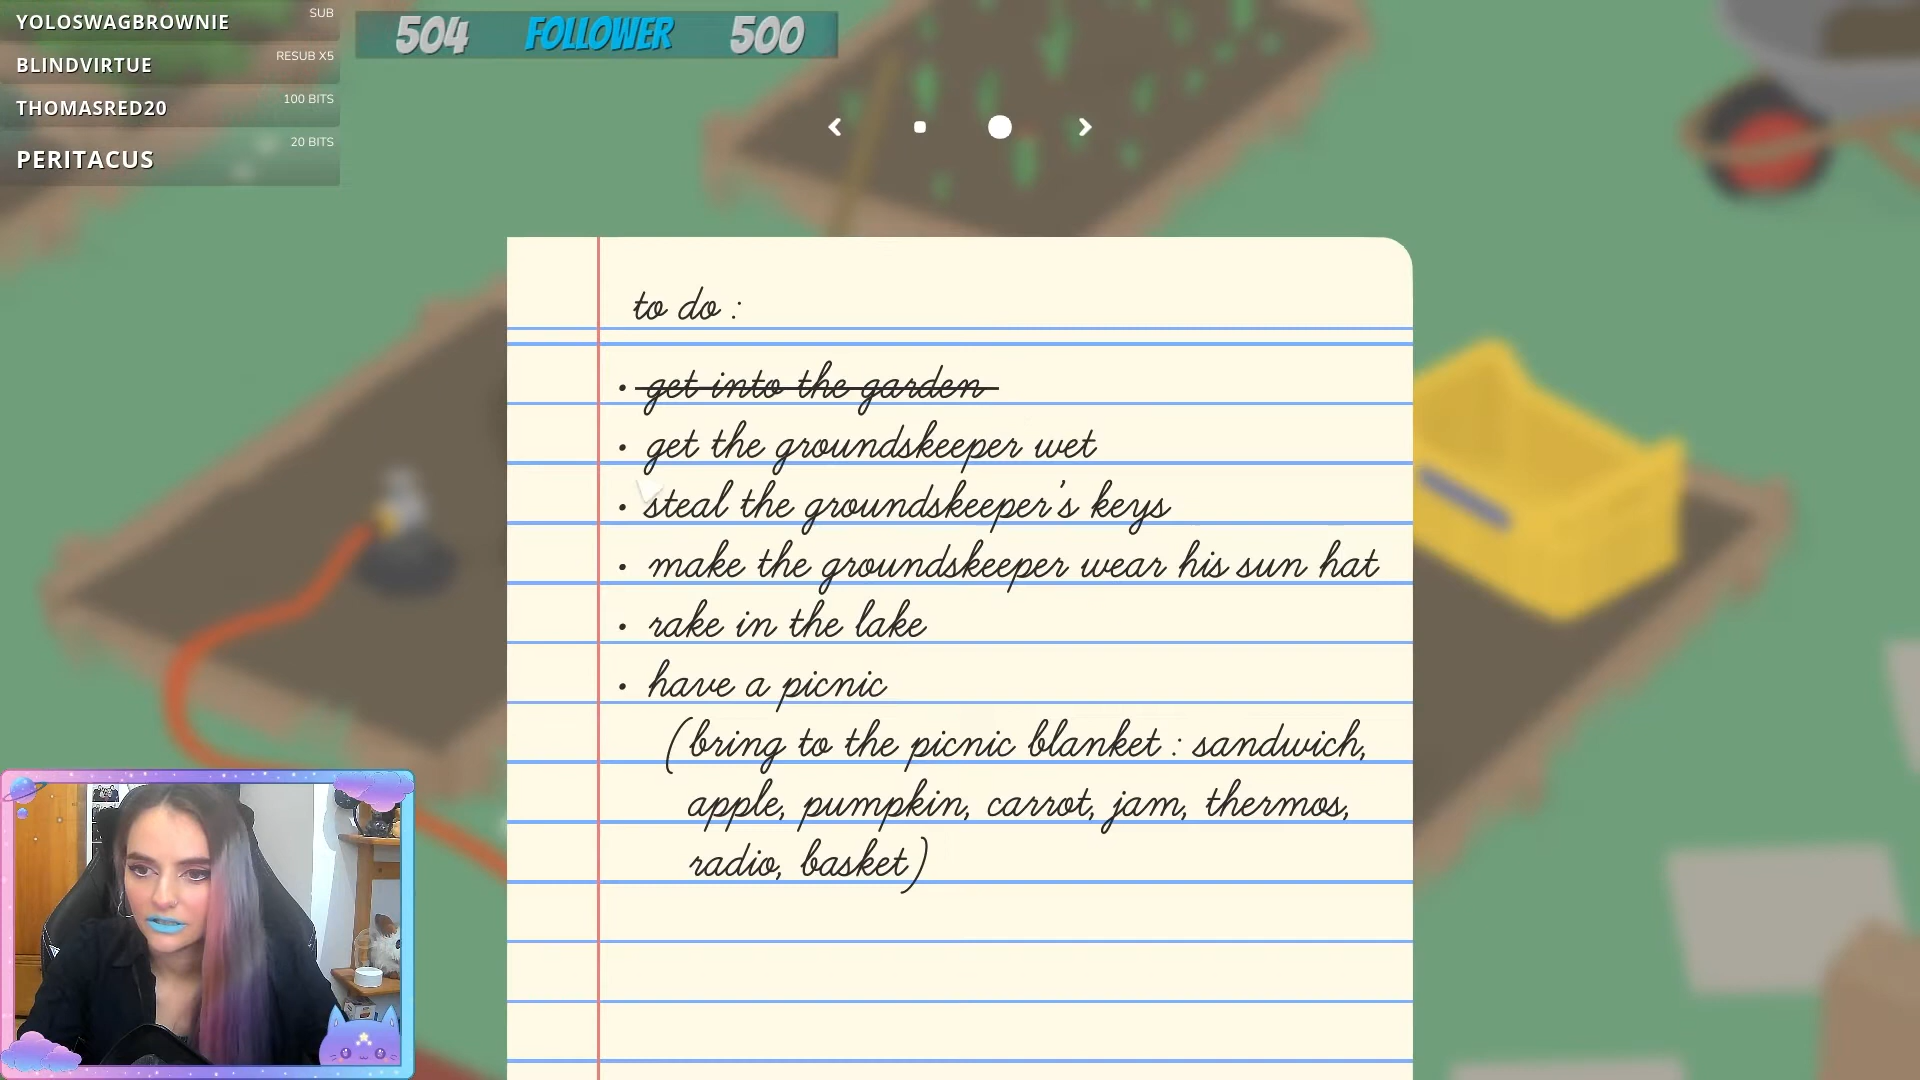 YOLOSWAGBROWNIE SUB
BLINDVIRTUE RESUB X5
THOMASRED20 100 BITS
PERITACUS 20 BITS
504 FOLLOWER 500
to do :
• get into the garden
• get the groundskeeper wet
• steal the groundskeeper's keys
• make the groundskeeper wear his sun hat
• rake in the lake
• have a picnic
(bring to the picnic blanket : sandwich,
apple, pumpkin, carrot, jam, thermos,
radio, basket)